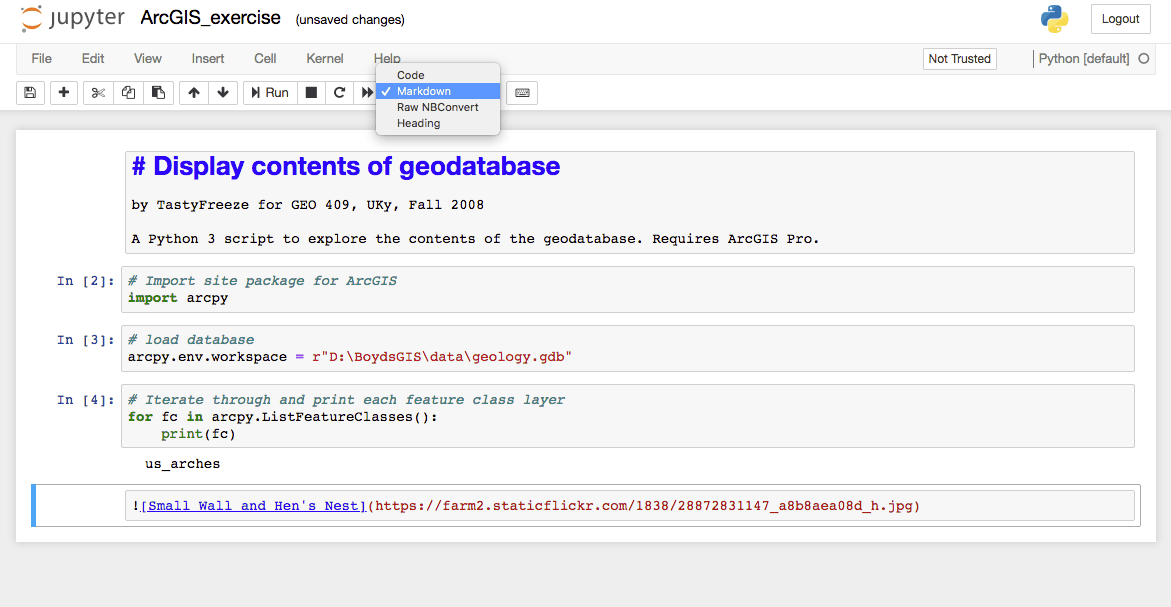 jupyter ArcGIS_exercise (unsaved changes) Logout
File Edit View Insert Cell Kernel Help Not Trusted Python [default]
Run
Code
Markdown
Raw NBConvert
Heading
# Display contents of geodatabase
by TastyFreeze for GEO 409, UKy, Fall 2008
A Python 3 script to explore the contents of the geodatabase. Requires ArcGIS Pro.
In [2]: # Import site package for ArcGIS
import arcpy
In [3]: # load database
arcpy.env.workspace = r"D:\BoydsGIS\data\geology.gdb"
In [4]: # Iterate through and print each feature class layer
for fc in arcpy.ListFeatureClasses():
    print(fc)
us_arches
![Small Wall and Hen's Nest](https://farm2.staticflickr.com/1838/28872831147_a8b8aea08d_h.jpg)